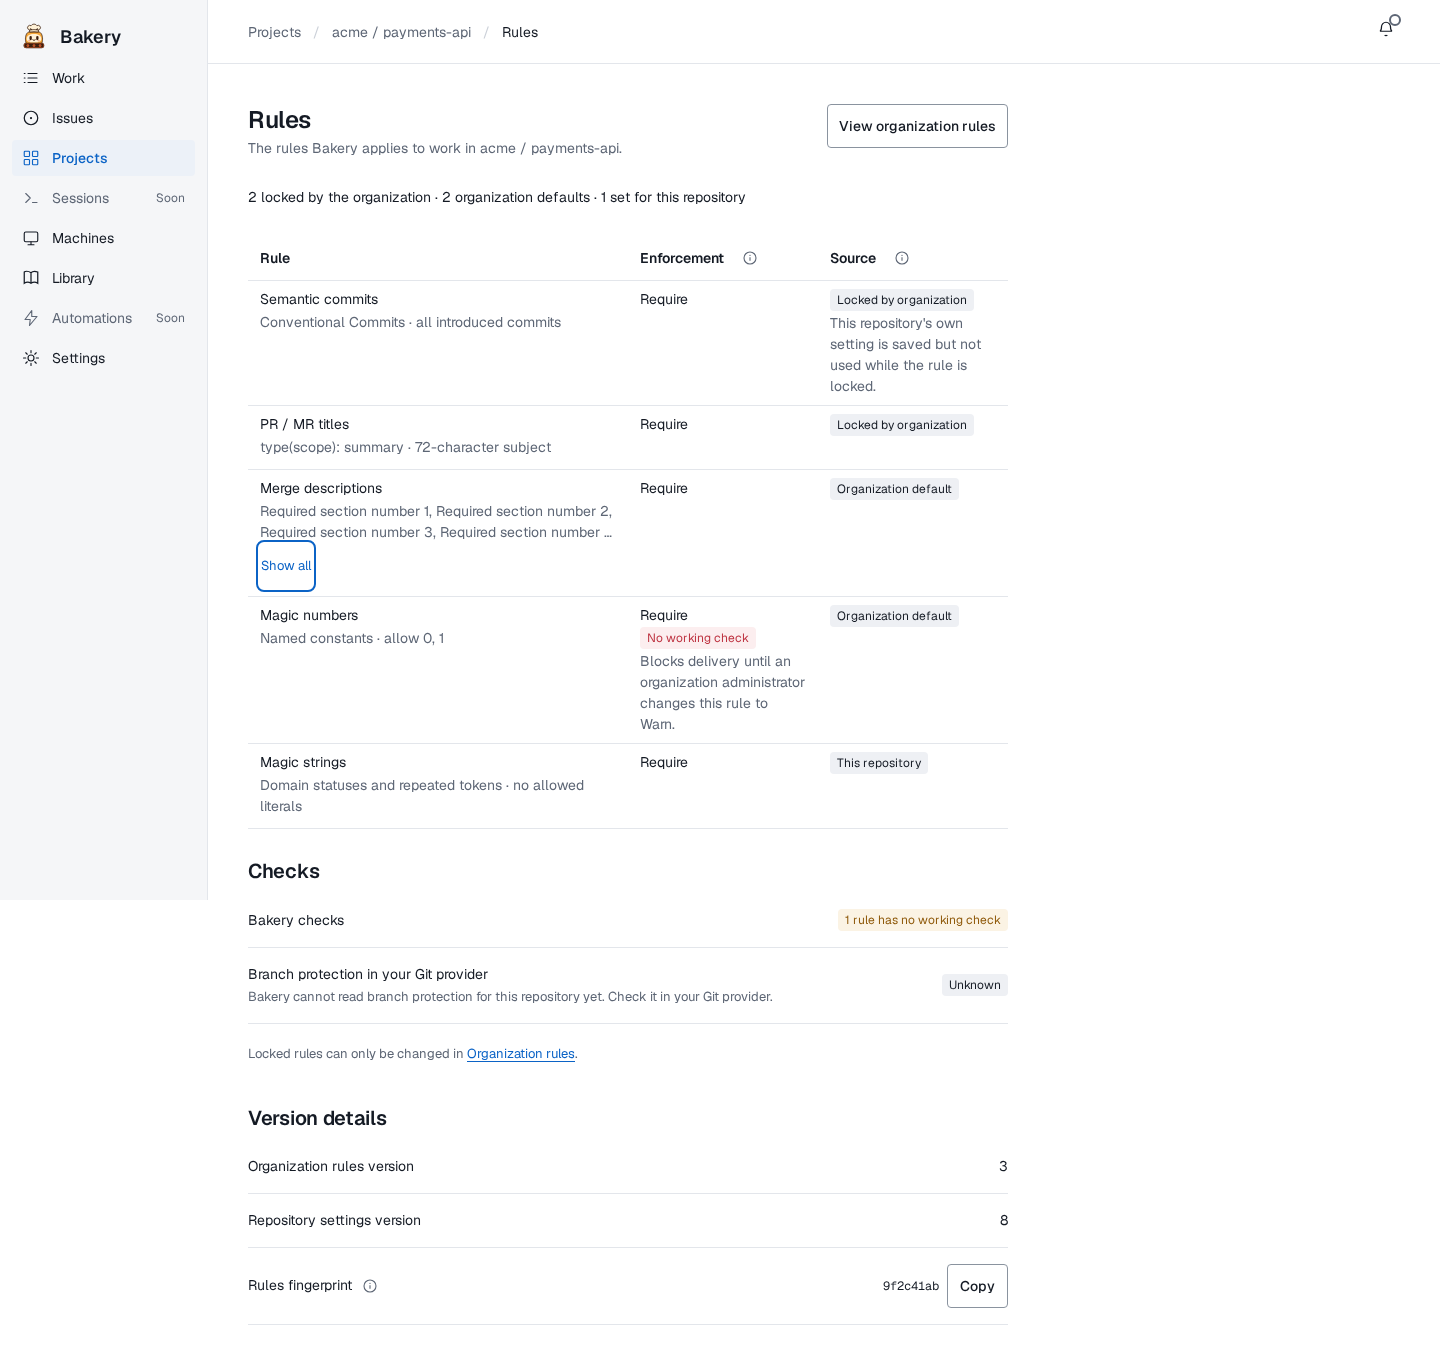 Bakery
Work
Issues
Projects
Sessions Soon
Machines
Library
Automations Soon
Settings
Projects / acme / payments-api / Rules
Rules
View organization rules
The rules Bakery applies to work in acme / payments-api.
2 locked by the organization · 2 organization defaults · 1 set for this repository
Rule Enforcement Source
Semantic commits Require Locked by organization
Conventional Commits · all introduced commits
This repository's own
setting is saved but not
used while the rule is
locked.
PR / MR titles Require Locked by organization
type(scope): summary · 72-character subject
Merge descriptions Require Organization default
Required section number 1, Required section number 2,
Required section number 3, Required section number …
Show all
Magic numbers Require Organization default
Named constants · allow 0, 1
No working check
Blocks delivery until an
organization administrator
changes this rule to
Warn.
Magic strings Require This repository
Domain statuses and repeated tokens · no allowed
literals
Checks
Bakery checks 1 rule has no working check
Branch protection in your Git provider Unknown
Bakery cannot read branch protection for this repository yet. Check it in your Git provider.
Locked rules can only be changed in Organization rules.
Version details
Organization rules version 3
Repository settings version 8
Rules fingerprint 9f2c41ab Copy